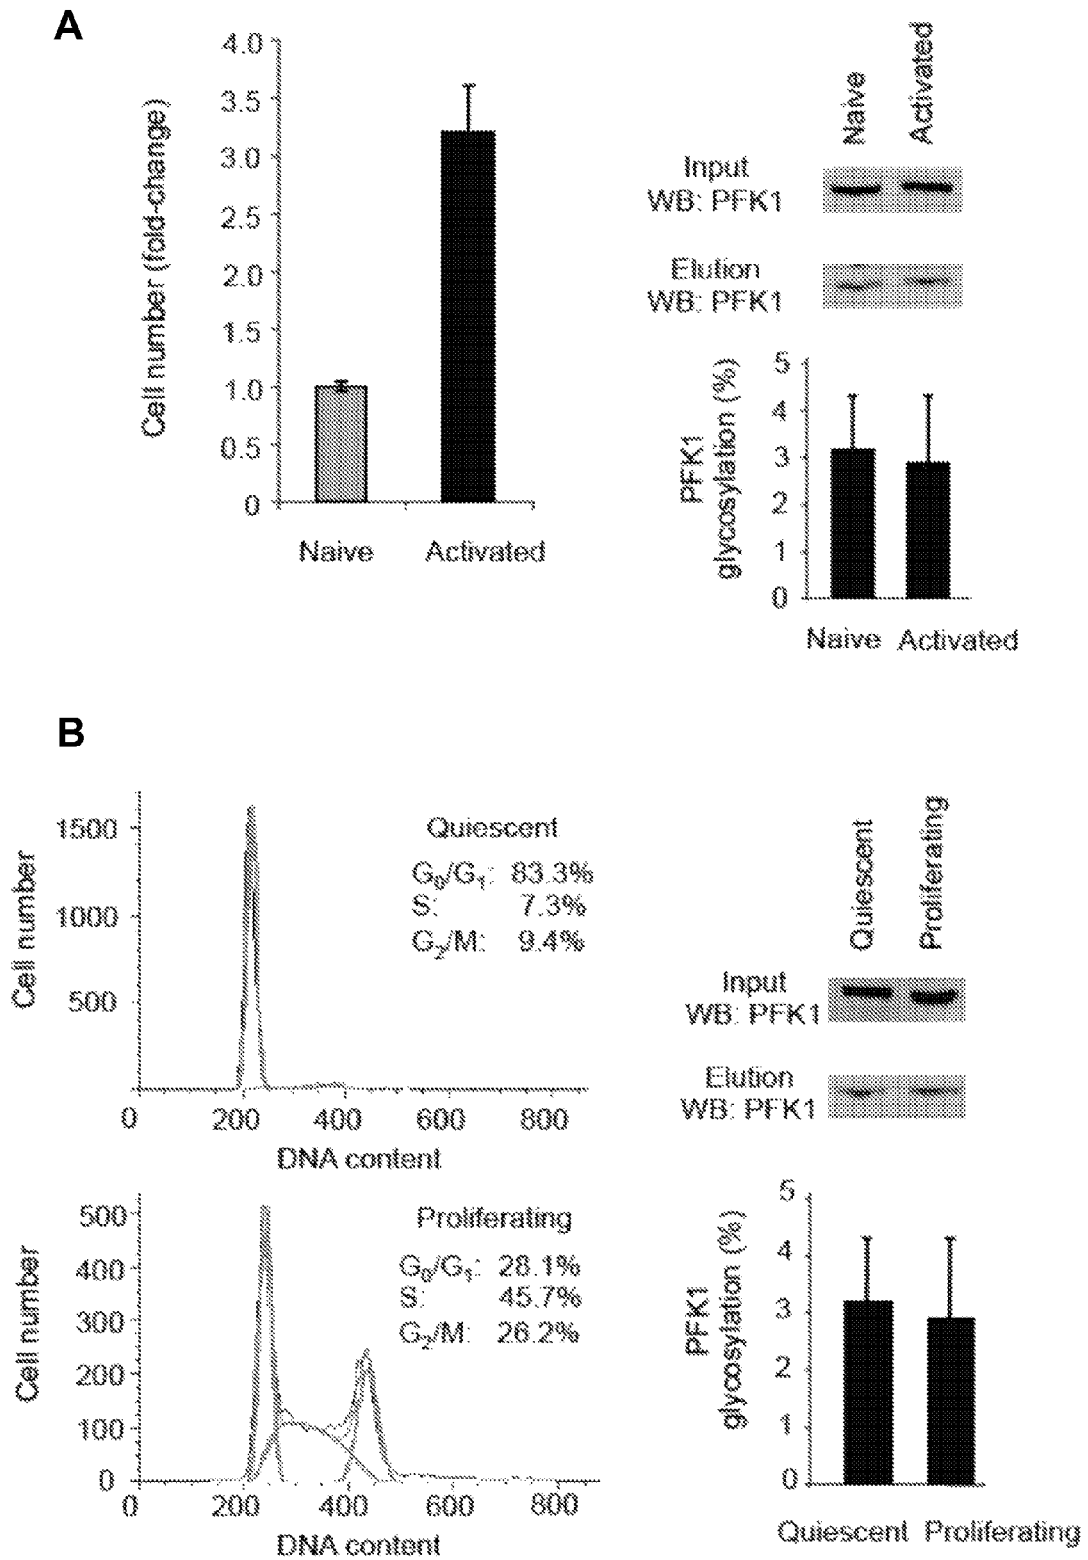 A
Cell number (fold-change)
4.0
3.5
3.0
2.5
2.0
1.5
1.0
0.5
0
Naive
Activated
Naive
Activated
Input
WB: PFK1
Elution
WB: PFK1
PFK1
glycosylation (%)
5
4
3
2
1
0
Naive
Activated
B
Cell number
1500
1000
500
Quiescent
G0/G1: 83.3%
S: 7.3%
G2/M: 9.4%
0 200 400 600 800
DNA content
Cell number
500
400
300
200
100
0
Proliferating
G0/G1: 28.1%
S: 45.7%
G2/M: 26.2%
0 200 400 600 800
DNA content
Quiescent
Proliferating
Input
WB: PFK1
Elution
WB: PFK1
PFK1
glycosylation (%)
5
4
3
2
1
0
Quiescent
Proliferating